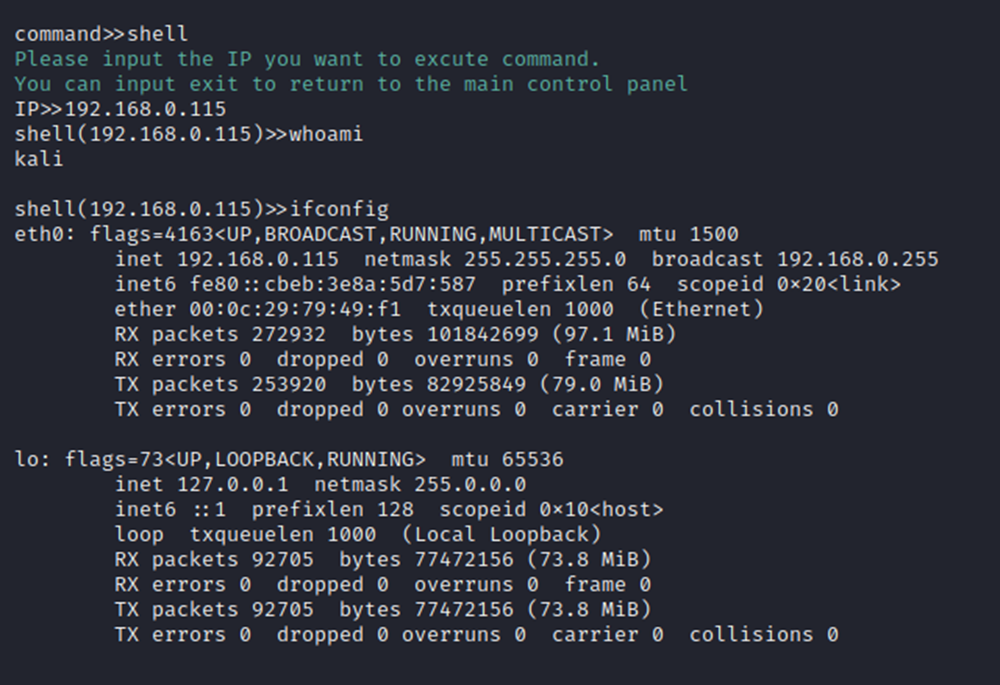 command>>shell
Please input the IP you want to excute command.
You can input exit to return to the main control panel
IP>>192.168.0.115
shell(192.168.0.115)>>whoami
kali
shell(192.168.0.115)>>ifconfig
eth0: flags=4163<UP,BROADCAST,RUNNING,MULTICAST>  mtu 1500
        inet 192.168.0.115  netmask 255.255.255.0  broadcast 192.168.0.255
        inet6 fe80::cbeb:3e8a:5d7:587  prefixlen 64  scopeid 0×20<link>
        ether 00:0c:29:79:49:f1  txqueuelen 1000  (Ethernet)
        RX packets 272932  bytes 101842699 (97.1 MiB)
        RX errors 0  dropped 0  overruns 0  frame 0
        TX packets 253920  bytes 82925849 (79.0 MiB)
        TX errors 0  dropped 0 overruns 0  carrier 0  collisions 0
lo: flags=73<UP,LOOPBACK,RUNNING>  mtu 65536
        inet 127.0.0.1  netmask 255.0.0.0
        inet6 ::1  prefixlen 128  scopeid 0×10<host>
        loop  txqueuelen 1000  (Local Loopback)
        RX packets 92705  bytes 77472156 (73.8 MiB)
        RX errors 0  dropped 0  overruns 0  frame 0
        TX packets 92705  bytes 77472156 (73.8 MiB)
        TX errors 0  dropped 0 overruns 0  carrier 0  collisions 0